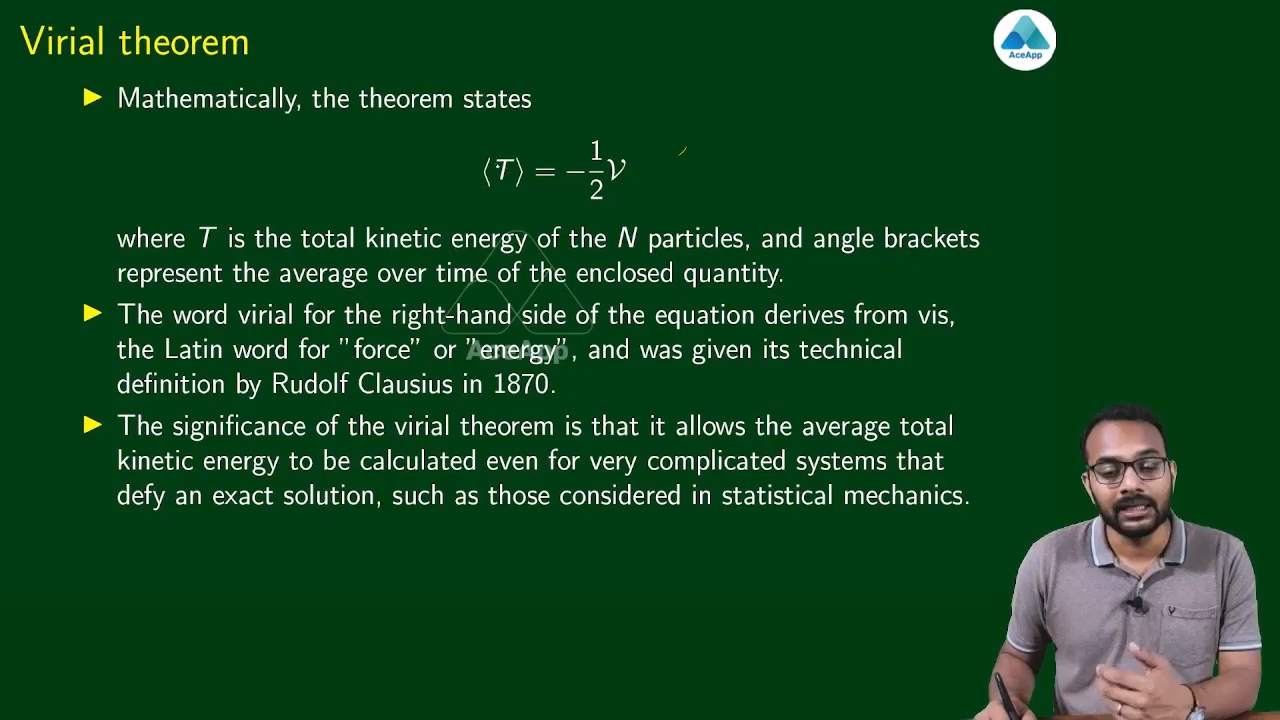 Virial theorem
AceApp
▶ Mathematically, the theorem states
⟨T⟩ = −1/2 𝒱
where T is the total kinetic energy of the N particles, and angle brackets
represent the average over time of the enclosed quantity.
▶ The word virial for the right-hand side of the equation derives from vis,
the Latin word for ”force” or ”energy”, and was given its technical
definition by Rudolf Clausius in 1870.
AceApp
▶ The significance of the virial theorem is that it allows the average total
kinetic energy to be calculated even for very complicated systems that
defy an exact solution, such as those considered in statistical mechanics.